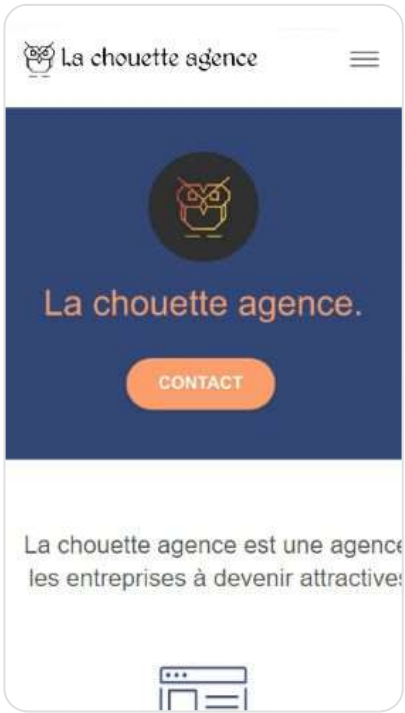 La chouette agence
La chouette agence.
CONTACT
La chouette agence est une agence
les entreprises à devenir attractives